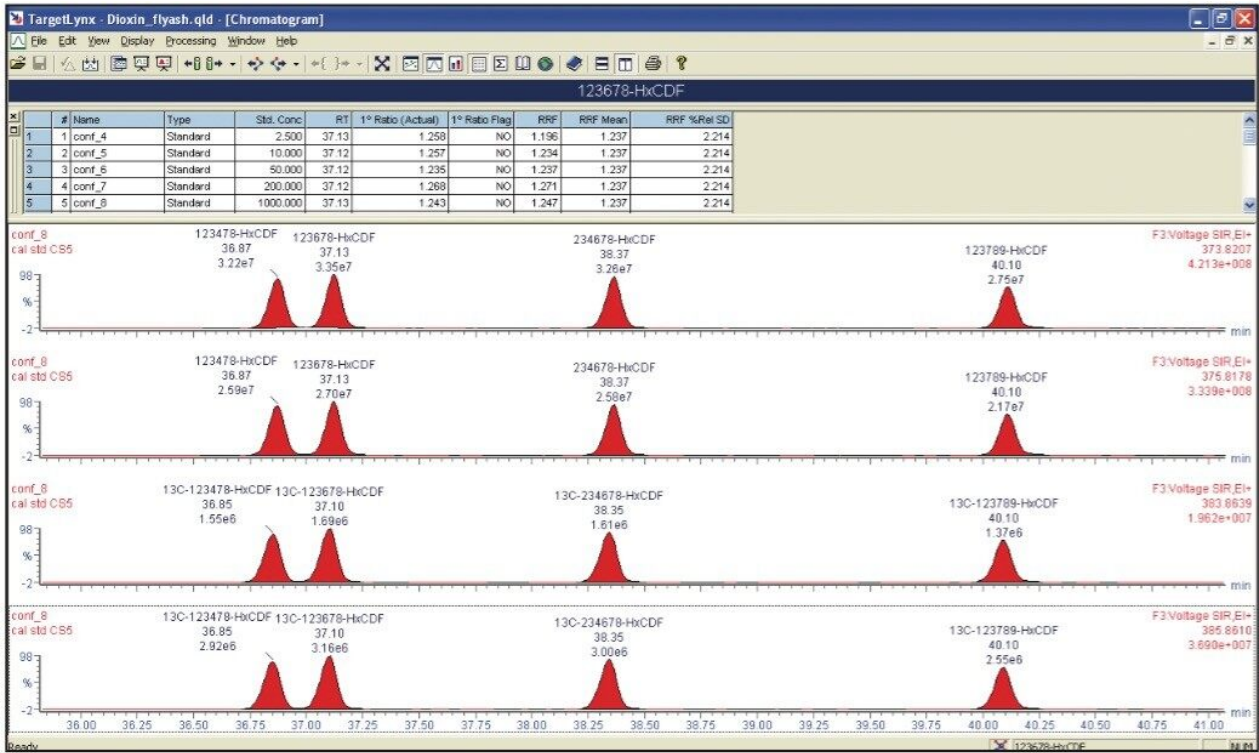 TargetLynx - Dioxin_flyash.qld - [Chromatogram]
File Edit View Display Processing Window Help
123678-HxCDF
# Name Type Std. Conc RT 1° Ratio (Actual) 1° Ratio Flag RRF RRF Mean RRF %Rel SD
1 1 conf_4 Standard 2.500 37.13 1.258 NO 1.196 1.237 2.214
2 2 conf_5 Standard 10.000 37.12 1.257 NO 1.234 1.237 2.214
3 3 conf_6 Standard 50.000 37.12 1.235 NO 1.237 1.237 2.214
4 4 conf_7 Standard 200.000 37.12 1.268 NO 1.271 1.237 2.214
5 5 conf_8 Standard 1000.000 37.13 1.243 NO 1.247 1.237 2.214
conf_8 123478-HxCDF 123678-HxCDF 234678-HxCDF 123789-HxCDF F3:Voltage SIR,EI+
cal std CS5 36.87 37.13 38.37 40.10 373.8207
3.22e7 3.35e7 3.26e7 2.75e7 4.213e+008
98
%
-2
min
conf_8 123478-HxCDF 123678-HxCDF 234678-HxCDF 123789-HxCDF F3:Voltage SIR,EI+
cal std CS5 36.87 37.13 38.37 40.10 375.8178
2.59e7 2.70e7 2.58e7 2.17e7 3.339e+008
98
%
-2
min
conf_8 13C-123478-HxCDF 13C-123678-HxCDF 13C-234678-HxCDF 13C-123789-HxCDF F3:Voltage SIR,EI+
cal std CS5 36.85 37.10 38.35 40.10 383.8639
1.55e6 1.69e6 1.61e6 1.37e6 1.962e+007
98
%
-2
min
conf_8 13C-123478-HxCDF 13C-123678-HxCDF 13C-234678-HxCDF 13C-123789-HxCDF F3:Voltage SIR,EI+
cal std CS5 36.85 37.10 38.35 40.10 385.8610
2.92e6 3.16e6 3.00e6 2.55e6 3.690e+007
98
%
-2
min
36.00 36.25 36.50 36.75 37.00 37.25 37.50 37.75 38.00 38.25 38.50 38.75 39.00 39.25 39.50 39.75 40.00 40.25 40.50 40.75 41.00
Ready 123678-HxCDF NUM